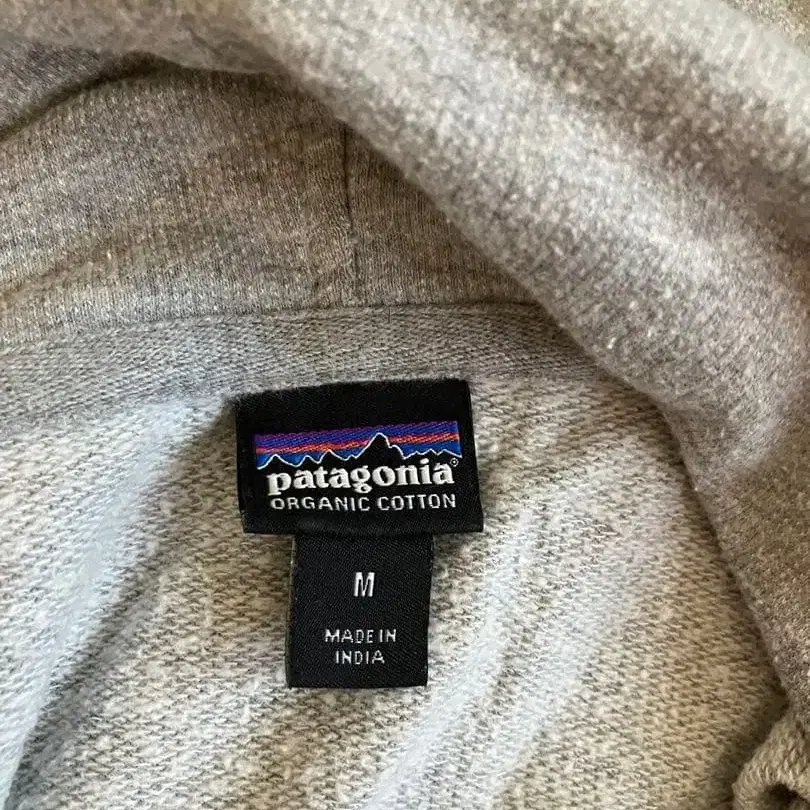 patagonia®
ORGANIC COTTON
M
MADE IN
INDIA